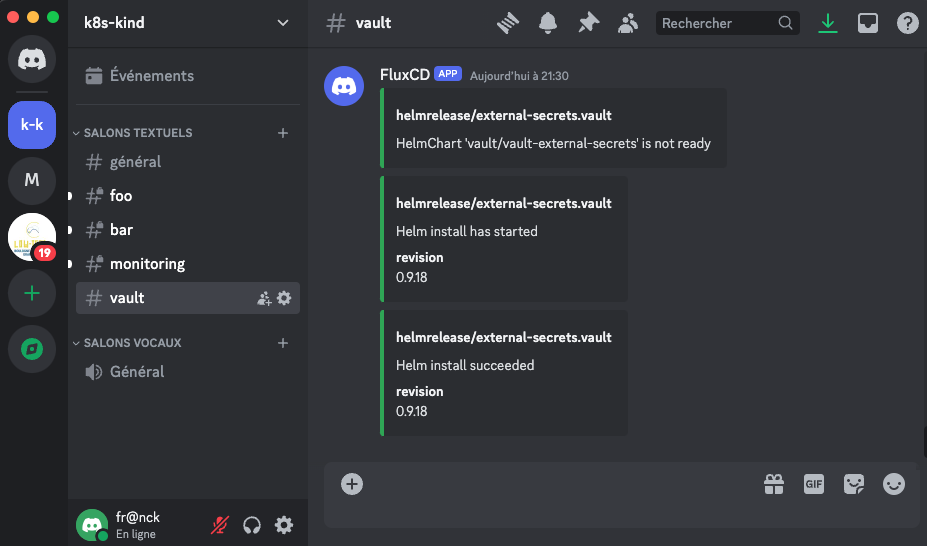 k8s-kind
vault
Rechercher
k-k
M
19
Événements
SALONS TEXTUELS
général
foo
bar
monitoring
vault
SALONS VOCAUX
Général
fr@nck
En ligne
FluxCD APP Aujourd'hui à 21:30
helmrelease/external-secrets.vault
HelmChart 'vault/vault-external-secrets' is not ready
helmrelease/external-secrets.vault
Helm install has started
revision
0.9.18
helmrelease/external-secrets.vault
Helm install succeeded
revision
0.9.18
GIF